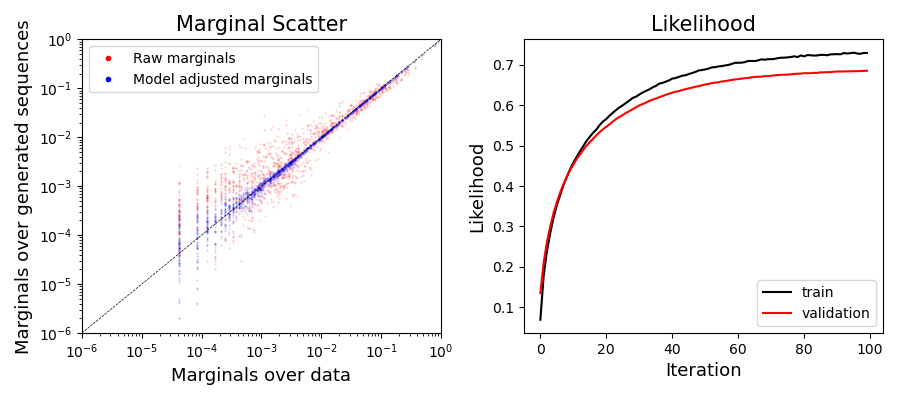 Marginal Scatter
Marginals over generated sequences
10^0
10^-1
10^-2
10^-3
10^-4
10^-5
10^-6
Raw marginals
Model adjusted marginals
10^-6 10^-5 10^-4 10^-3 10^-2 10^-1 10^0
Marginals over data
Likelihood
Likelihood
0.7
0.6
0.5
0.4
0.3
0.2
0.1
train
validation
0 20 40 60 80 100
Iteration